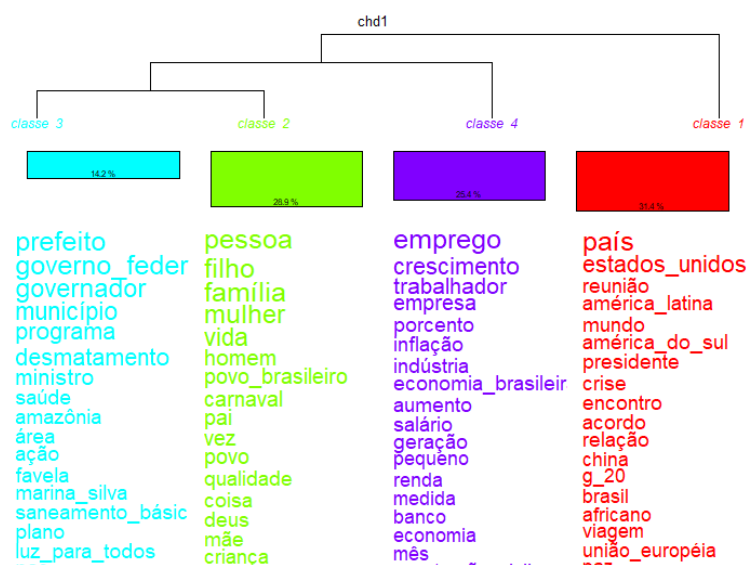 chd1
classe 3
classe 2
classe 4
classe 1
14.2 %
28.9 %
25.4 %
31.4 %
prefeito
governo_feder
governador
município
programa
desmatamento
ministro
saúde
amazônia
área
ação
favela
marina_silva
saneamento_básic
plano
luz_para_todos
pessoa
filho
família
mulher
vida
homem
povo_brasileiro
carnaval
pai
vez
povo
qualidade
coisa
deus
mãe
criança
emprego
crescimento
trabalhador
empresa
porcento
inflação
indústria
economia_brasileir
aumento
salário
geração
pequeno
renda
medida
banco
economia
mês
país
estados_unidos
reunião
américa_latina
mundo
américa_do_sul
presidente
crise
encontro
acordo
relação
china
g_20
brasil
africano
viagem
união_européia